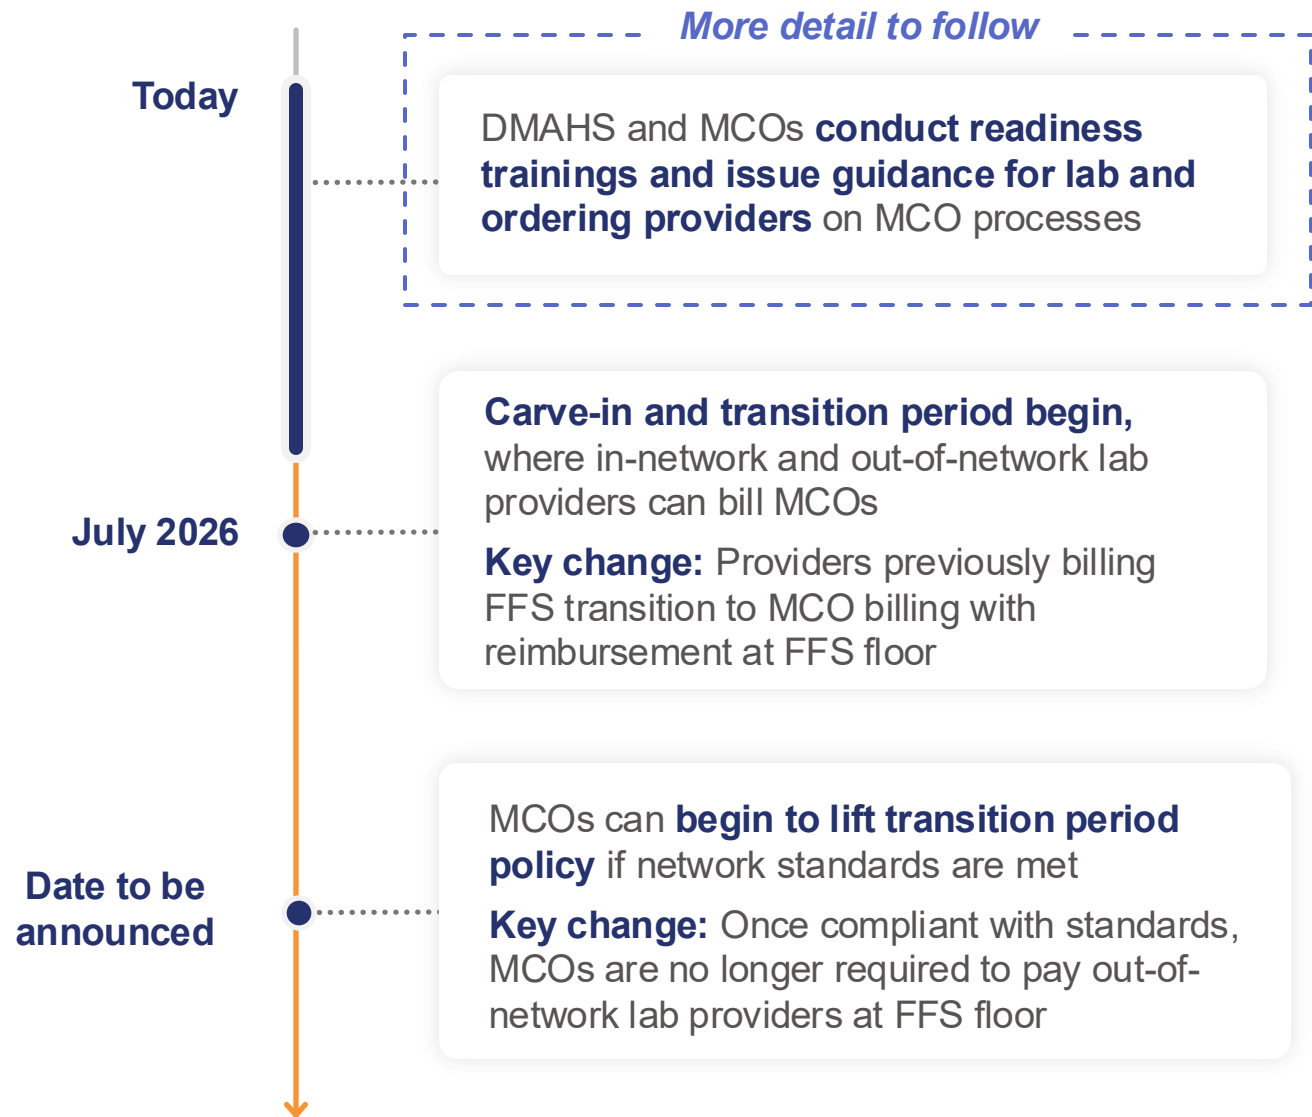 More detail to follow
Today
DMAHS and MCOs conduct readiness
trainings and issue guidance for lab and
ordering providers on MCO processes
July 2026
Carve-in and transition period begin,
where in-network and out-of-network lab
providers can bill MCOs
Key change: Providers previously billing
FFS transition to MCO billing with
reimbursement at FFS floor
Date to be
announced
MCOs can begin to lift transition period
policy if network standards are met
Key change: Once compliant with standards,
MCOs are no longer required to pay out-of-
network lab providers at FFS floor